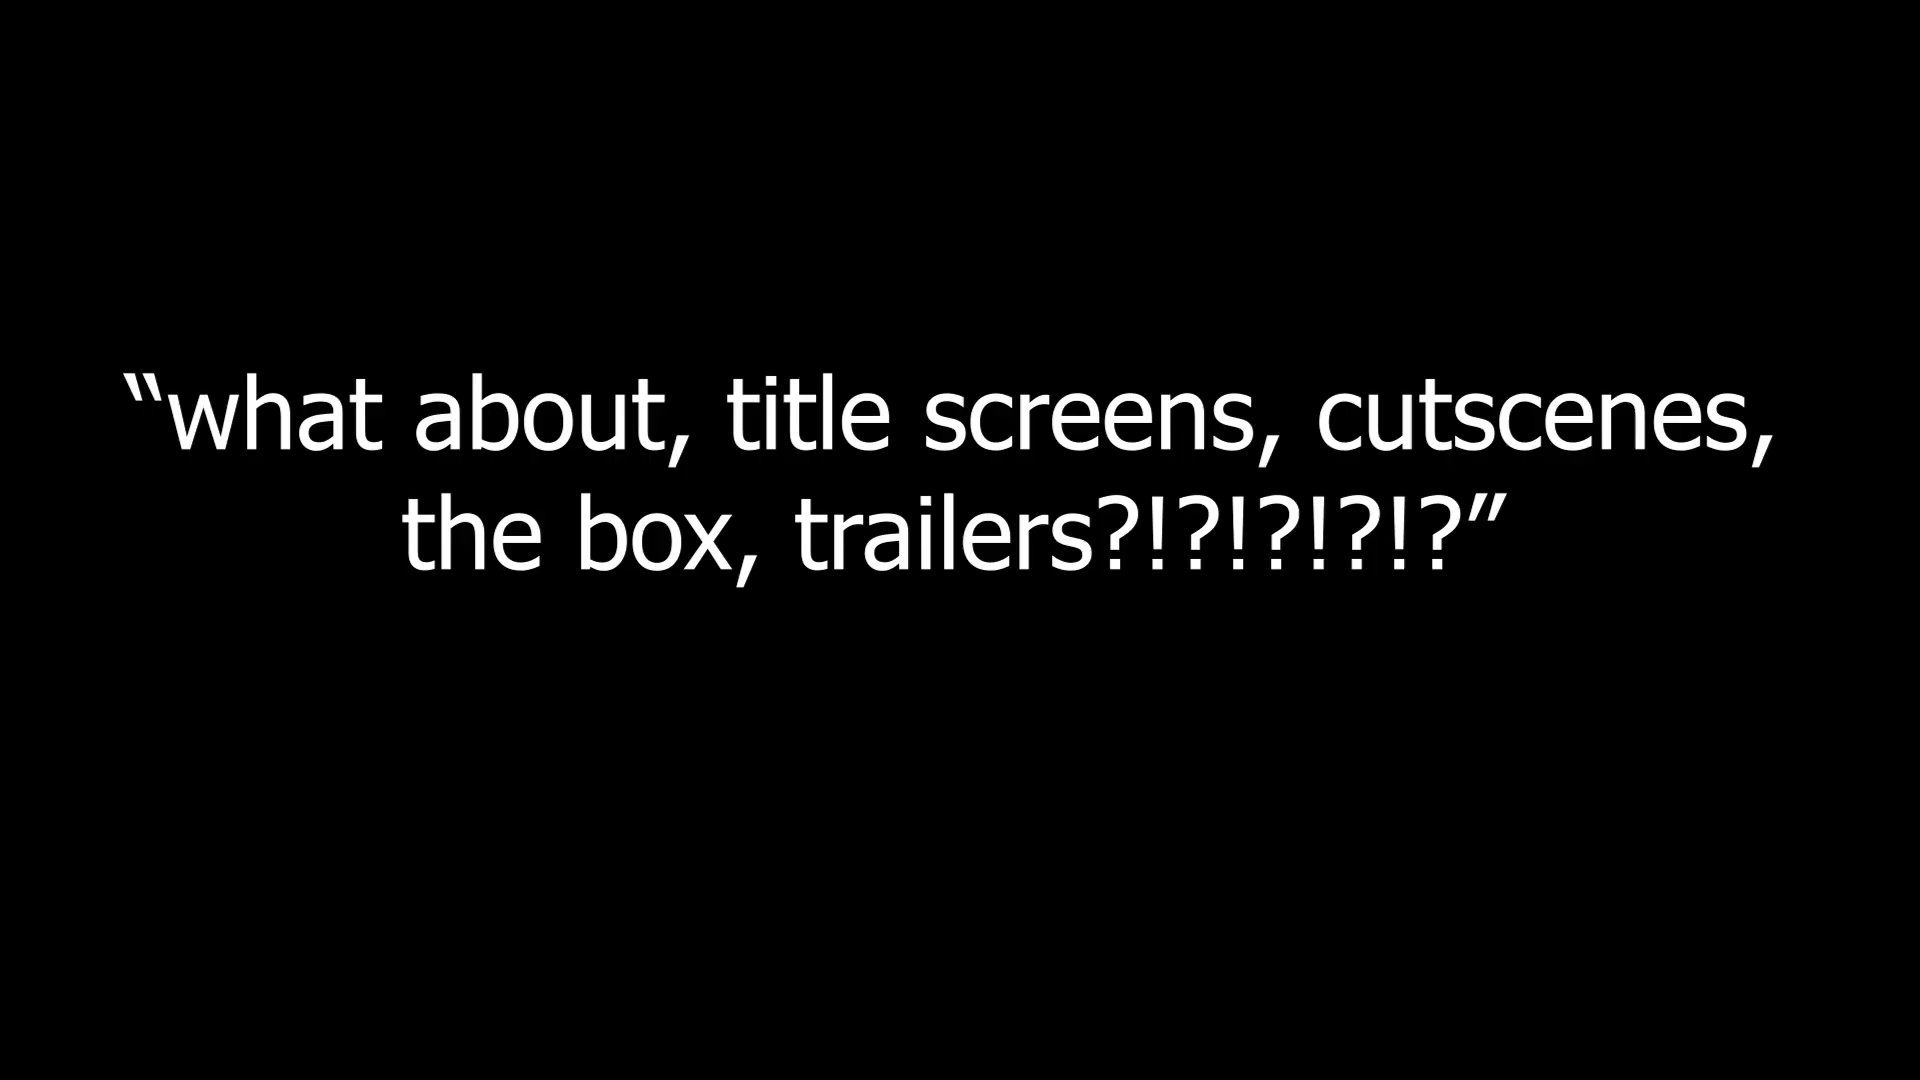 “what about, title screens, cutscenes,
the box, trailers?!?!?!?!?”